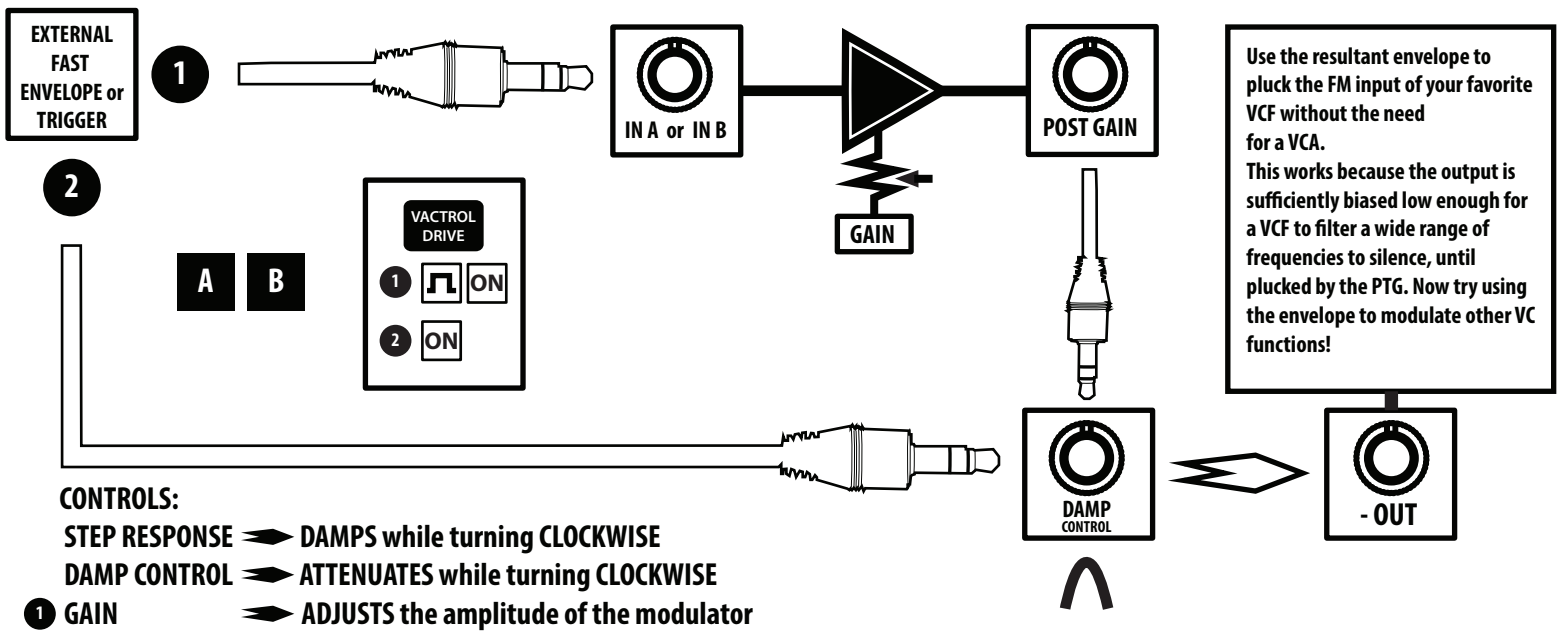 EXTERNAL
FAST
ENVELOPE or
TRIGGER
1
IN A or IN B
POST GAIN
GAIN
Use the resultant envelope to
pluck the FM input of your favorite
VCF without the need
for a VCA.
This works because the output is
sufficiently biased low enough for
a VCF to filter a wide range of
frequencies to silence, until
plucked by the PTG. Now try using
the envelope to modulate other VC
functions!
2
A B
VACTROL
DRIVE
1 ON
2 ON
DAMP
CONTROL
- OUT
CONTROLS:
STEP RESPONSE DAMPS while turning CLOCKWISE
DAMP CONTROL ATTENUATES while turning CLOCKWISE
1 GAIN ADJUSTS the amplitude of the modulator